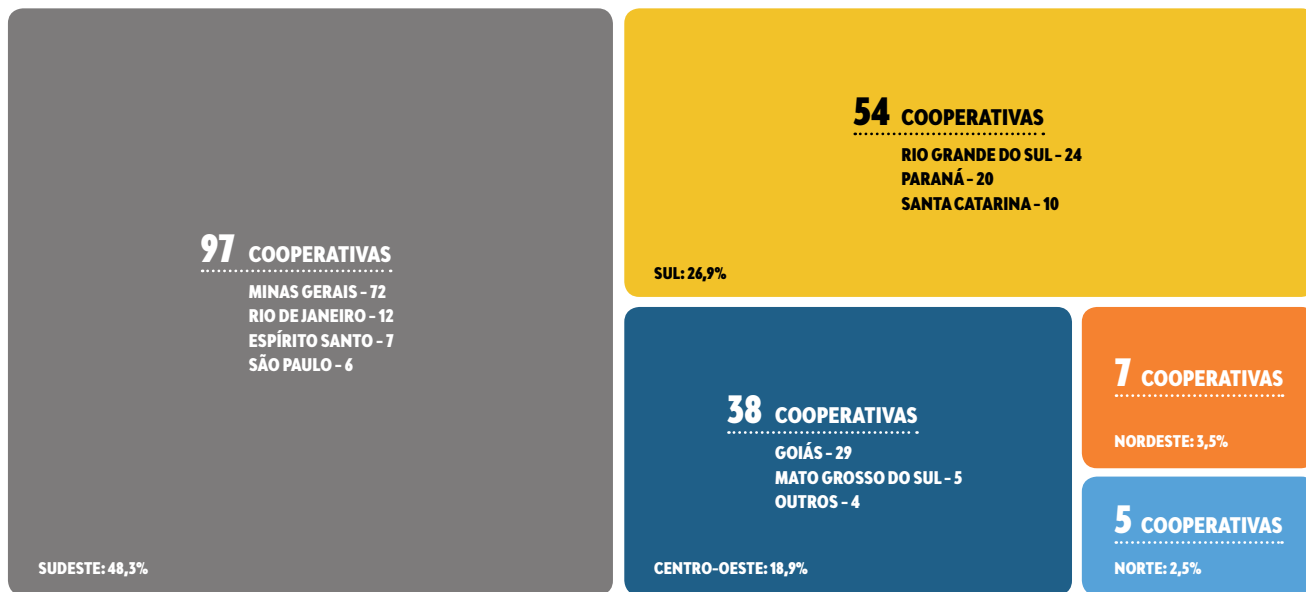 97 COOPERATIVAS
MINAS GERAIS – 72
RIO DE JANEIRO – 12
ESPÍRITO SANTO – 7
SÃO PAULO – 6
SUDESTE: 48,3%
54 COOPERATIVAS
RIO GRANDE DO SUL – 24
PARANÁ – 20
SANTA CATARINA – 10
SUL: 26,9%
38 COOPERATIVAS
GOIÁS – 29
MATO GROSSO DO SUL – 5
OUTROS – 4
CENTRO-OESTE: 18,9%
7 COOPERATIVAS
NORDESTE: 3,5%
5 COOPERATIVAS
NORTE: 2,5%